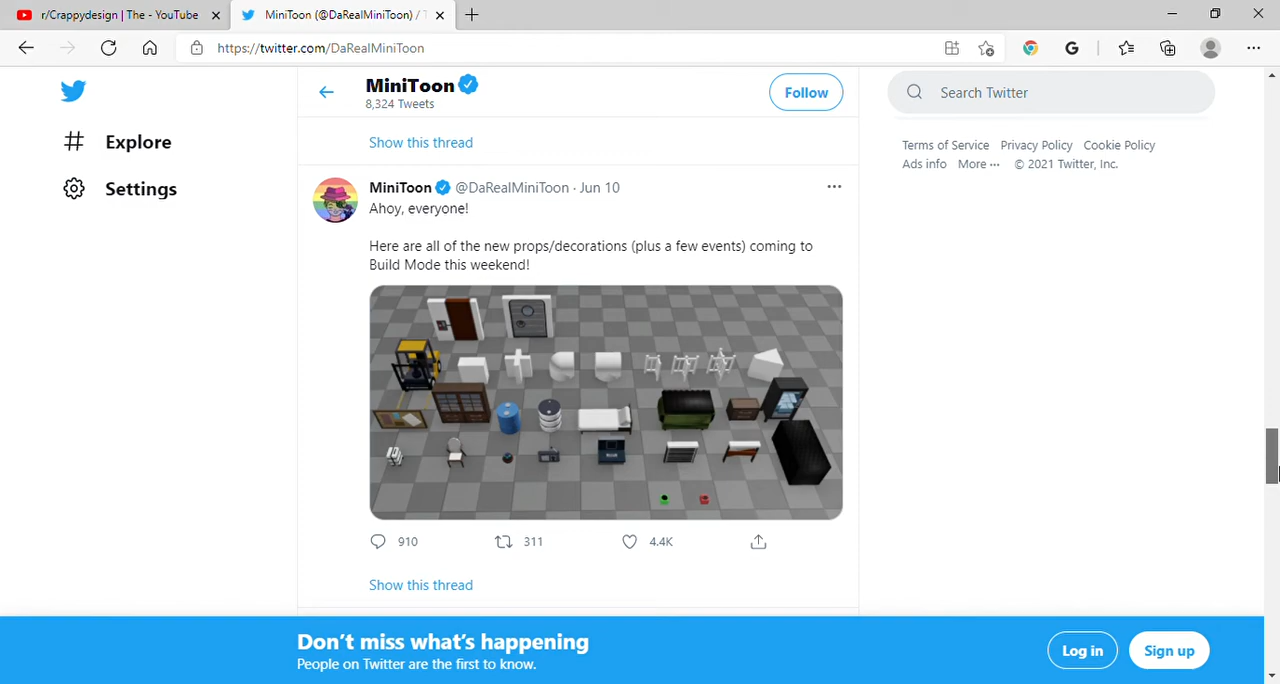 r/Crappydesign | The - YouTube
MiniToon (@DaRealMiniToon) / T
https://twitter.com/DaRealMiniToon
MiniToon
8,324 Tweets
Follow
Search Twitter
Explore
Settings
Show this thread
Terms of Service Privacy Policy Cookie Policy
Ads info More ··· © 2021 Twitter, Inc.
MiniToon @DaRealMiniToon · Jun 10
Ahoy, everyone!
Here are all of the new props/decorations (plus a few events) coming to
Build Mode this weekend!
910 311 4.4K
Show this thread
Don't miss what's happening
People on Twitter are the first to know.
Log in
Sign up